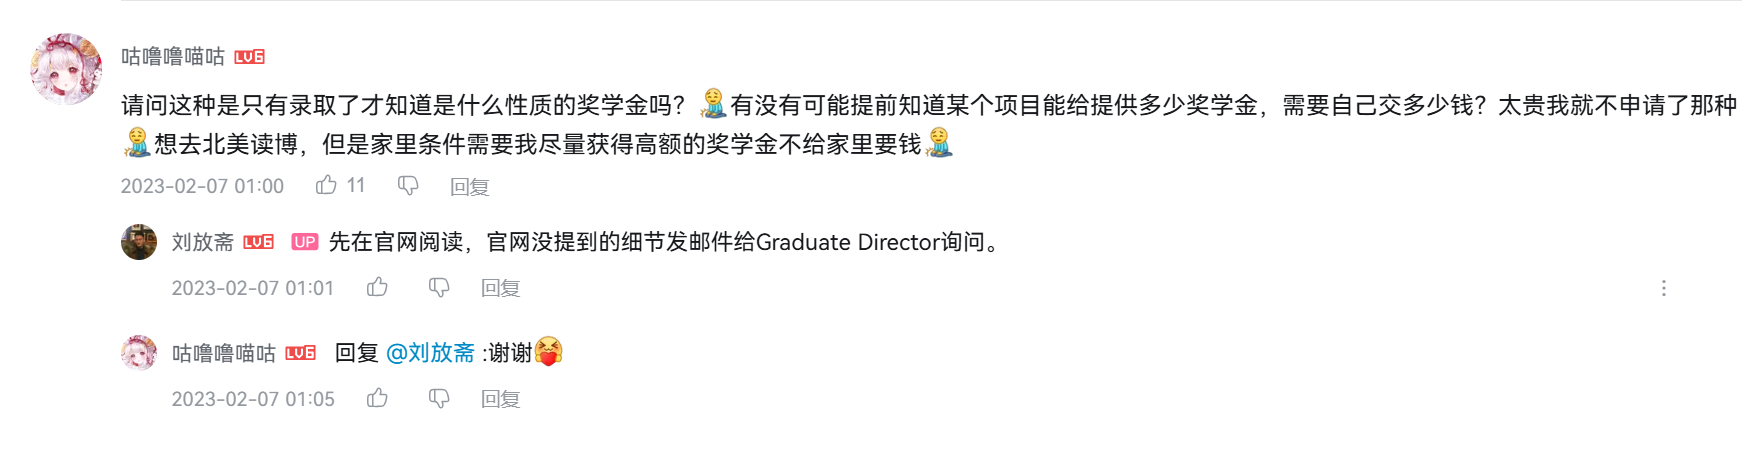 咕噜噜喵咕 LV6
请问这种是只有录取了才知道是什么性质的奖学金吗？有没有可能提前知道某个项目能给提供多少奖学金，需要自己交多少钱？太贵我就不申请了那种
想去北美读博，但是家里条件需要我尽量获得高额的奖学金不给家里要钱
2023-02-07 01:00 11 回复
刘放斋 LV6 UP 先在官网阅读，官网没提到的细节发邮件给Graduate Director询问。
2023-02-07 01:01 回复
咕噜噜喵咕 LV6 回复 @刘放斋 :谢谢
2023-02-07 01:05 回复